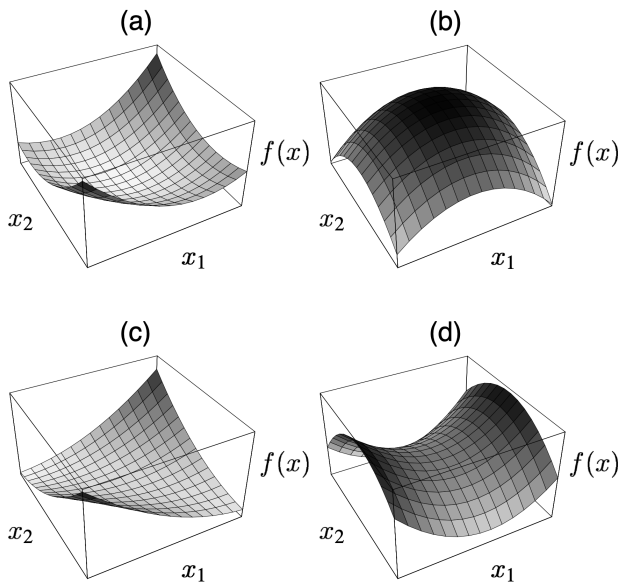 (a) (b)
f(x) f(x)
x₂ x₂
x₁ x₁
(c) (d)
f(x) f(x)
x₂ x₂
x₁ x₁